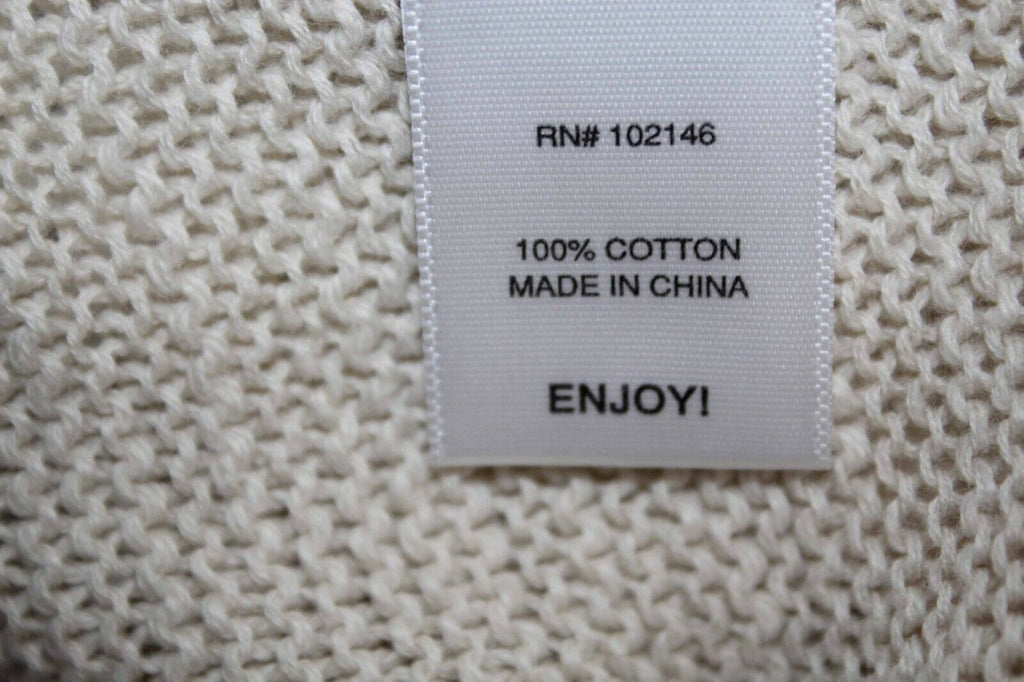 RN# 102146
100% COTTON
MADE IN CHINA
ENJOY!